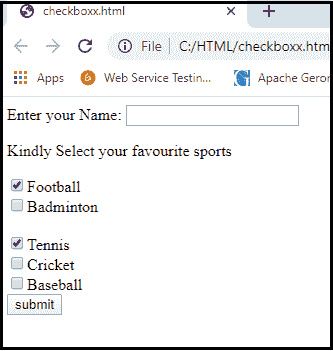 checkboxx.html
File C:/HTML/checkboxx.htm
Apps Web Service Testin... Apache Geron
Enter your Name:
Kindly Select your favourite sports
Football
Badminton
Tennis
Cricket
Baseball
submit